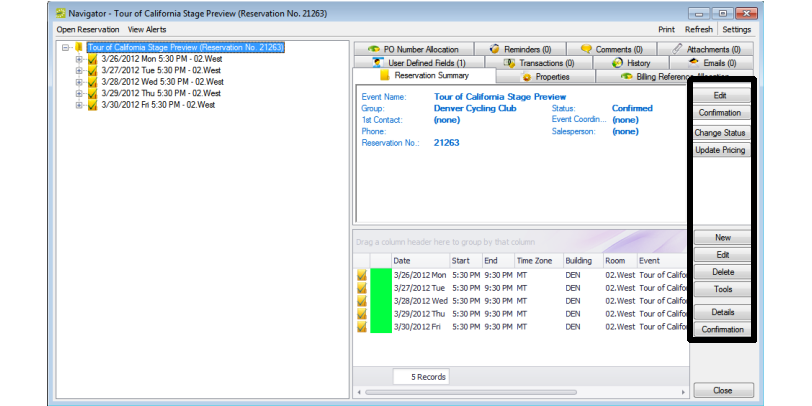 Navigator - Tour of California Stage Preview (Reservation No. 21263)
Open Reservation View Alerts Print Refresh Settings
Tour of California Stage Preview (Reservation No. 21263)
3/26/2012 Mon 5:30 PM - 02.West
3/27/2012 Tue 5:30 PM - 02.West
3/28/2012 Wed 5:30 PM - 02.West
3/29/2012 Thu 5:30 PM - 02.West
3/30/2012 Fri 5:30 PM - 02.West
PO Number Allocation Reminders (0) Comments (0) Attachments (0)
User Defined Fields (1) Transactions (0) History Emails (0)
Reservation Summary Properties Billing Reference Allocation
Event Name: Tour of California Stage Preview
Group: Denver Cycling Club Status: Confirmed
1st Contact: (none) Event Coordin... (none)
Phone: Salesperson: (none)
Reservation No.: 21263
Edit
Confirmation
Change Status
Update Pricing
Drag a column header here to group by that column
Date Start End Time Zone Building Room Event
3/26/2012 Mon 5:30 PM 9:30 PM MT DEN 02.West Tour of Califo
3/27/2012 Tue 5:30 PM 9:30 PM MT DEN 02.West Tour of Califo
3/28/2012 Wed 5:30 PM 9:30 PM MT DEN 02.West Tour of Califo
3/29/2012 Thu 5:30 PM 9:30 PM MT DEN 02.West Tour of Califo
3/30/2012 Fri 5:30 PM 9:30 PM MT DEN 02.West Tour of Califo
5 Records
New
Edit
Delete
Tools
Details
Confirmation
Close